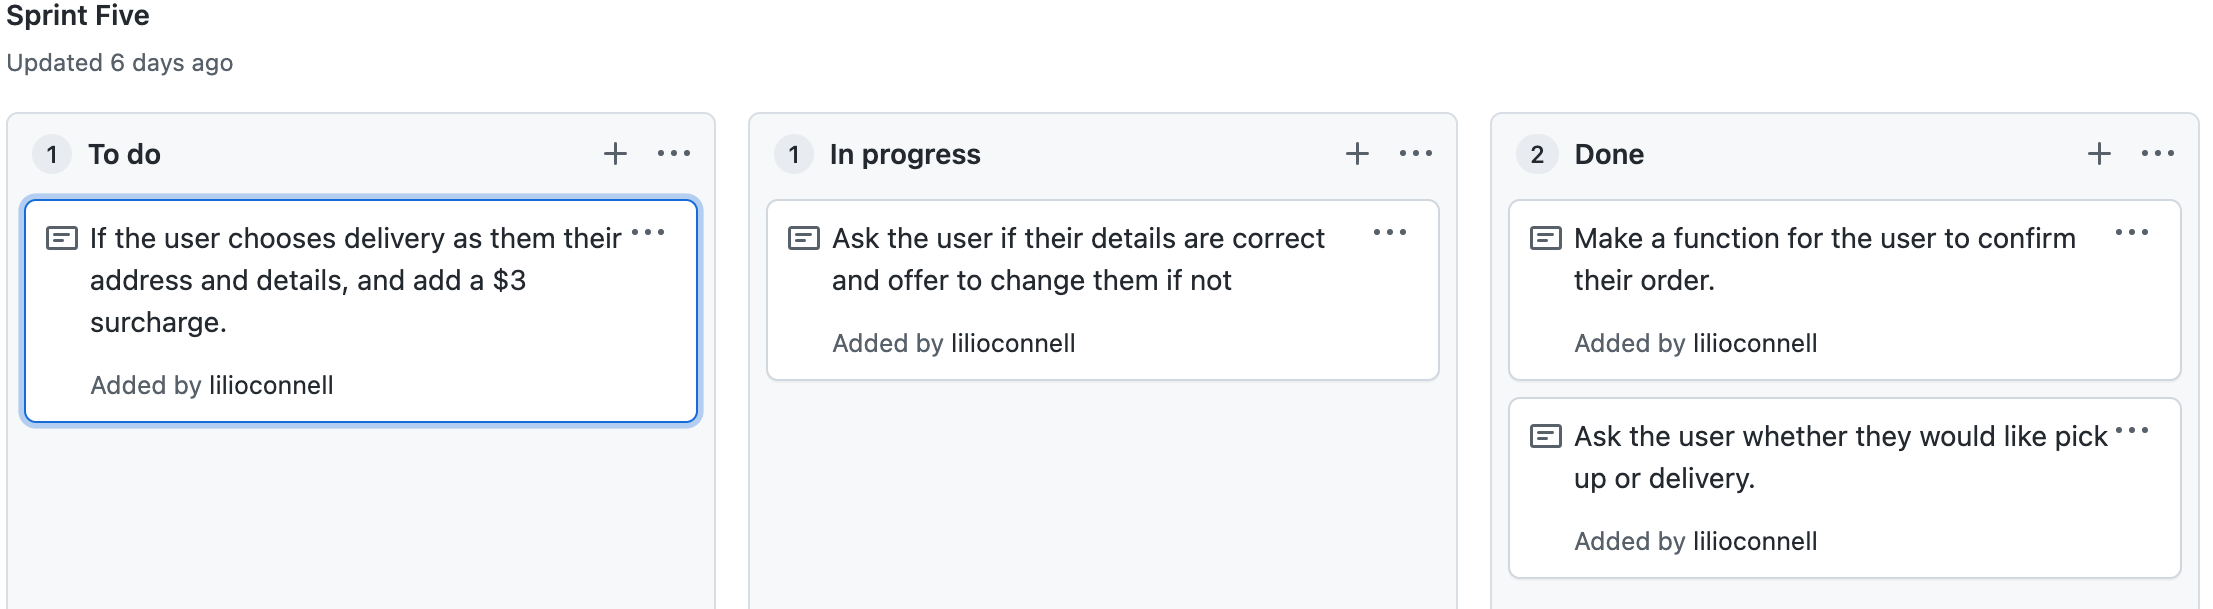 Sprint Five
Updated 6 days ago
1 To do
If the user chooses delivery as them their
address and details, and add a $3
surcharge.
Added by lilioconnell
1 In progress
Ask the user if their details are correct
and offer to change them if not
Added by lilioconnell
2 Done
Make a function for the user to confirm
their order.
Added by lilioconnell
Ask the user whether they would like pick
up or delivery.
Added by lilioconnell